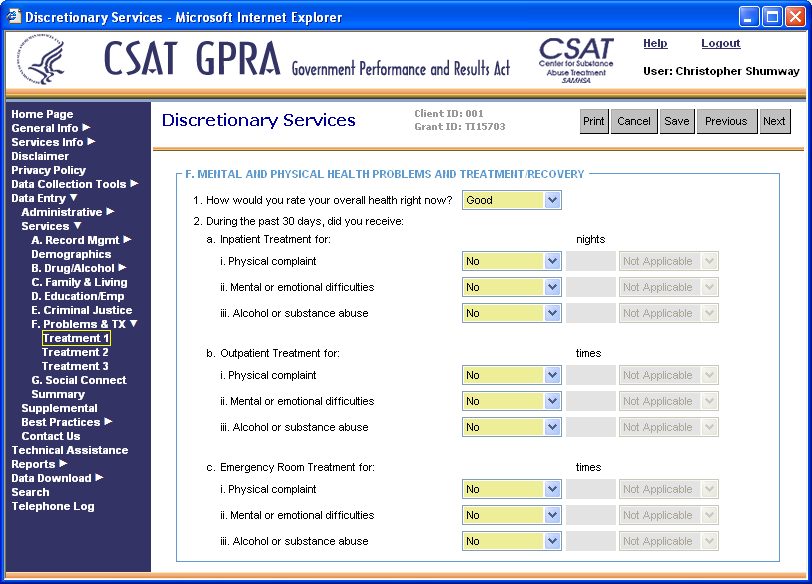 Discretionary Services - Microsoft Internet Explorer
CSAT GPRA Government Performance and Results Act
CSAT
Center for Substance
Abuse Treatment
SAMHSA
Help Logout
User: Christopher Shumway
Home Page
General Info
Services Info
Disclaimer
Privacy Policy
Data Collection Tools
Data Entry
Administrative
Services
A. Record Mgmt
Demographics
B. Drug/Alcohol
C. Family & Living
D. Education/Emp
E. Criminal Justice
F. Problems & TX
Treatment 1
Treatment 2
Treatment 3
G. Social Connect
Summary
Supplemental
Best Practices
Contact Us
Technical Assistance
Reports
Data Download
Search
Telephone Log
Discretionary Services
Client ID: 001
Grant ID: TI15703
Print Cancel Save Previous Next
F. MENTAL AND PHYSICAL HEALTH PROBLEMS AND TREATMENT/RECOVERY
1. How would you rate your overall health right now? Good
2. During the past 30 days, did you receive:
a. Inpatient Treatment for: nights
i. Physical complaint No Not Applicable
ii. Mental or emotional difficulties No Not Applicable
iii. Alcohol or substance abuse No Not Applicable
b. Outpatient Treatment for: times
i. Physical complaint No Not Applicable
ii. Mental or emotional difficulties No Not Applicable
iii. Alcohol or substance abuse No Not Applicable
c. Emergency Room Treatment for: times
i. Physical complaint No Not Applicable
ii. Mental or emotional difficulties No Not Applicable
iii. Alcohol or substance abuse No Not Applicable